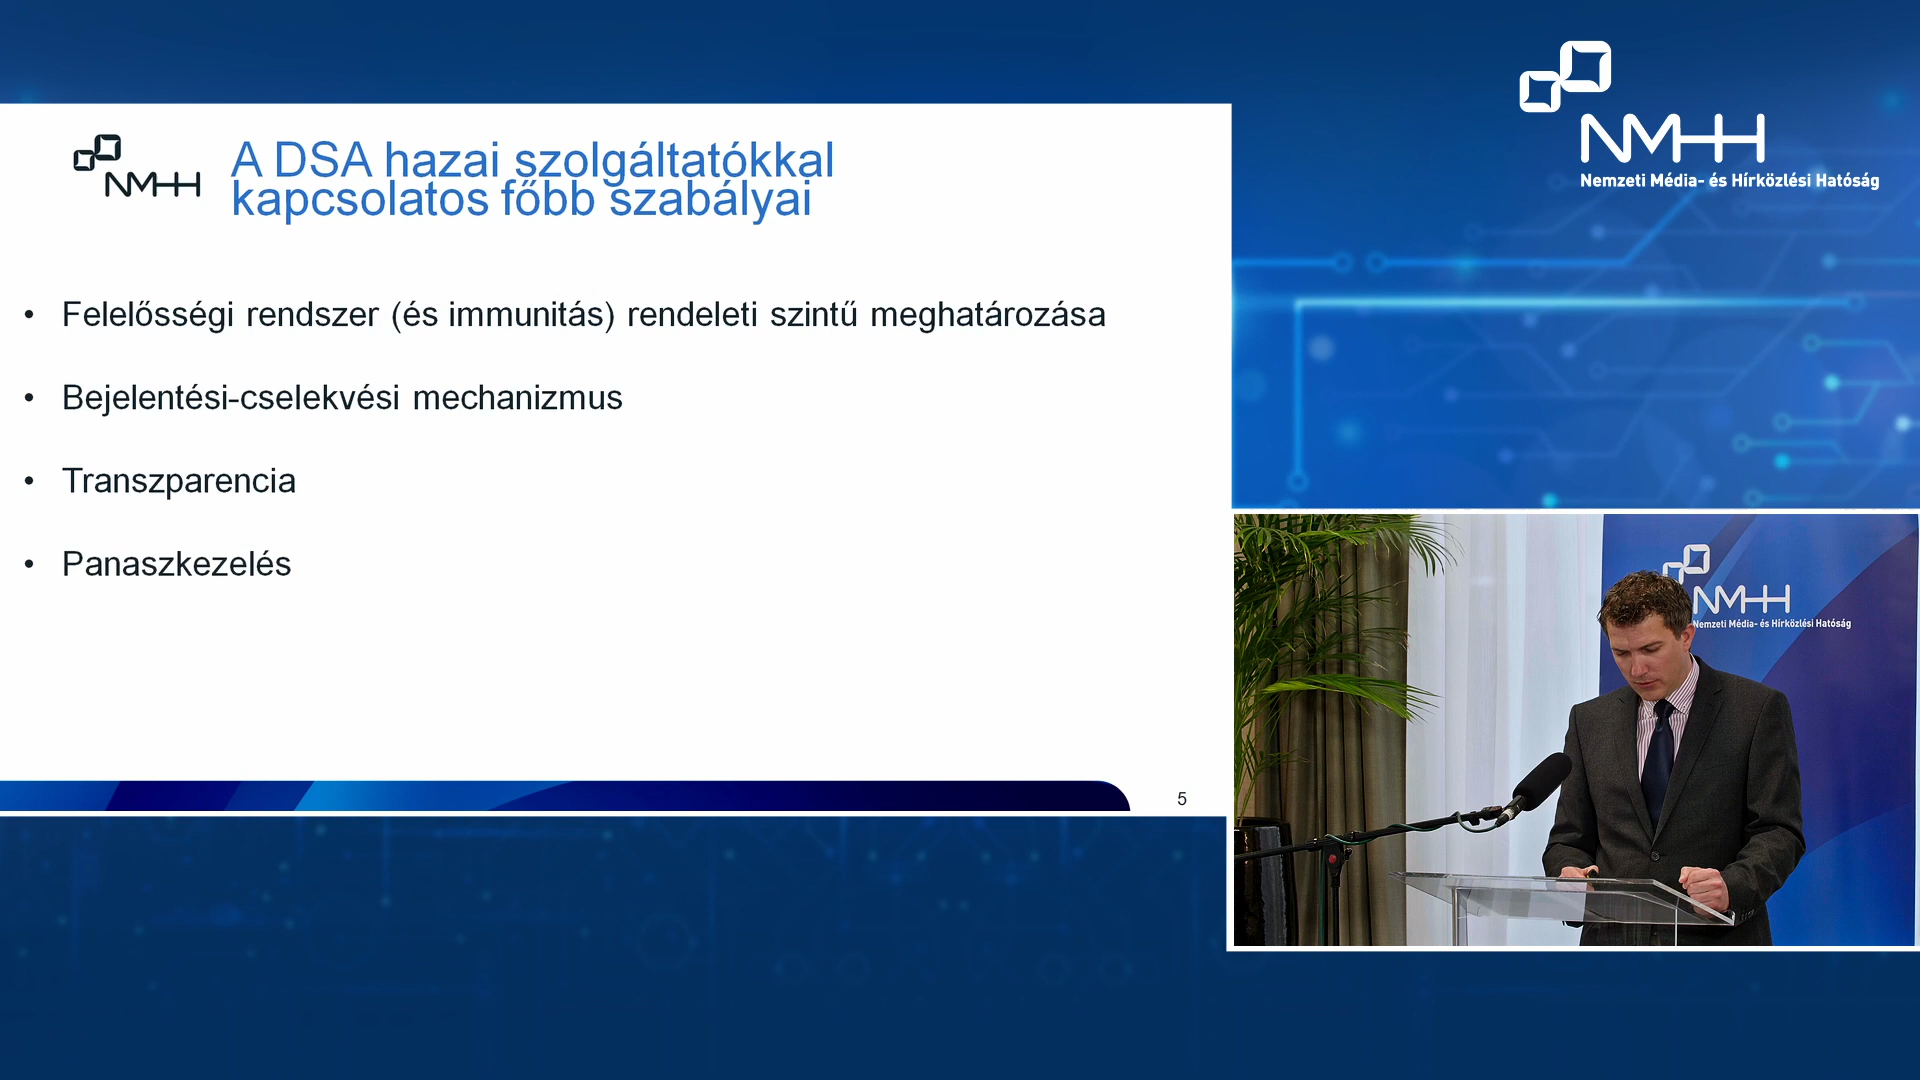 NMHH
A DSA hazai szolgáltatókkal
kapcsolatos főbb szabályai
• Felelősségi rendszer (és immunitás) rendeleti szintű meghatározása
• Bejelentési-cselekvési mechanizmus
• Transzparencia
• Panaszkezelés
5
NMHH
Nemzeti Média- és Hírközlési Hatóság
NMHH
Nemzeti Média- és Hírközlési Hatóság